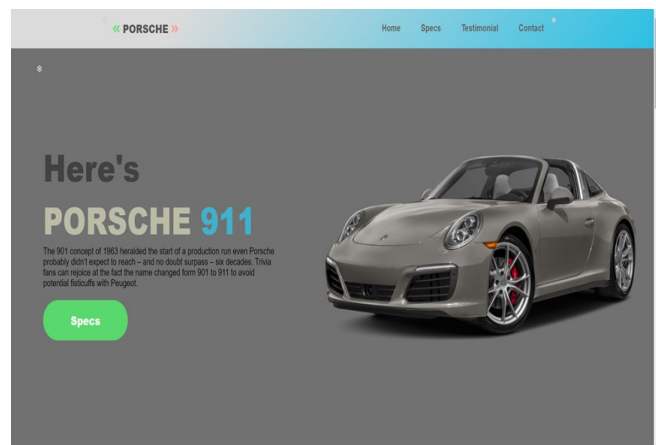 « PORSCHE »
Home Specs Testimonial Contact
Here's
PORSCHE 911
The 901 concept of 1963 heralded the start of a production run even Porsche
probably didn't expect to reach – and no doubt surpass – six decades. Trivia
fans can rejoice at the fact the name changed form 901 to 911 to avoid
potential fisticuffs with Peugeot.
Specs